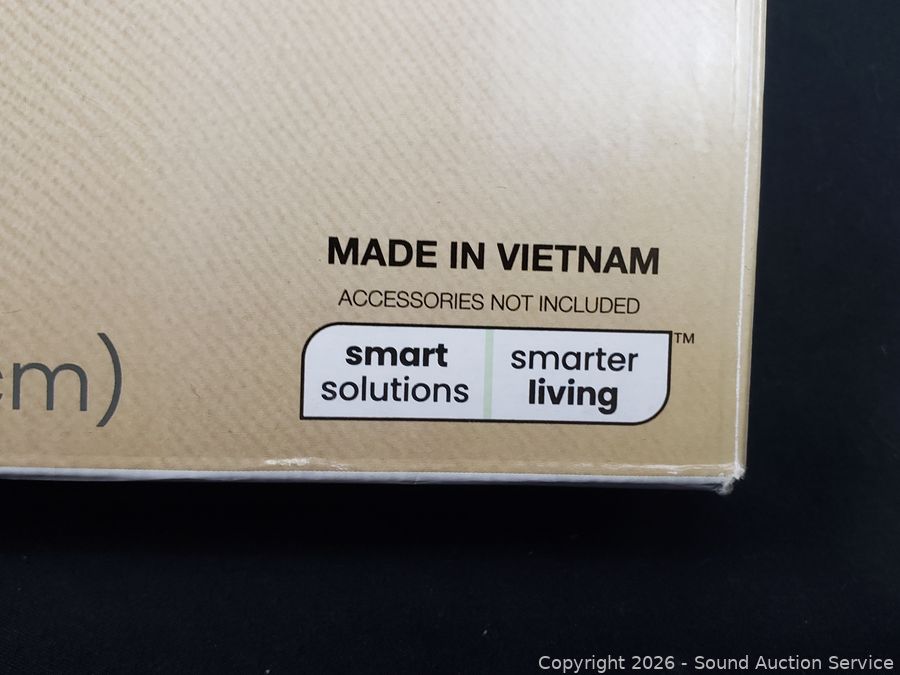 MADE IN VIETNAM
ACCESSORIES NOT INCLUDED
smart solutions
smarter living
™
cm)
Copyright 2026 - Sound Auction Service